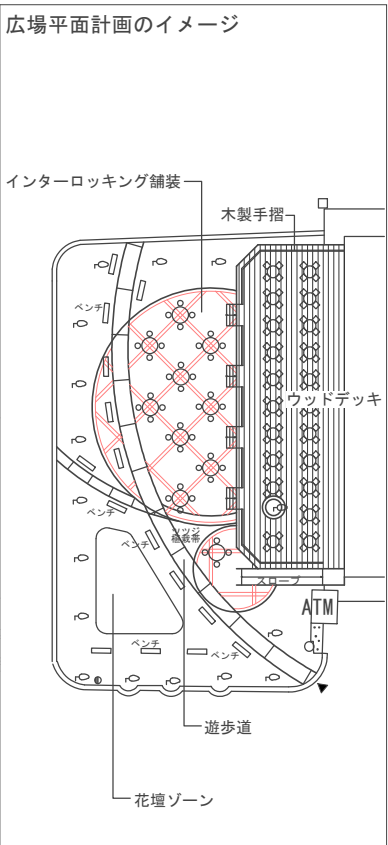 広場平面計画のイメージ
インターロッキング舗装
木製手摺
ベンチ
ウッドデッキ
ベンチ
ツツジ
植栽帯
ベンチ
スロープ
ATM
ベンチ
ベンチ
遊歩道
花壇ゾーン